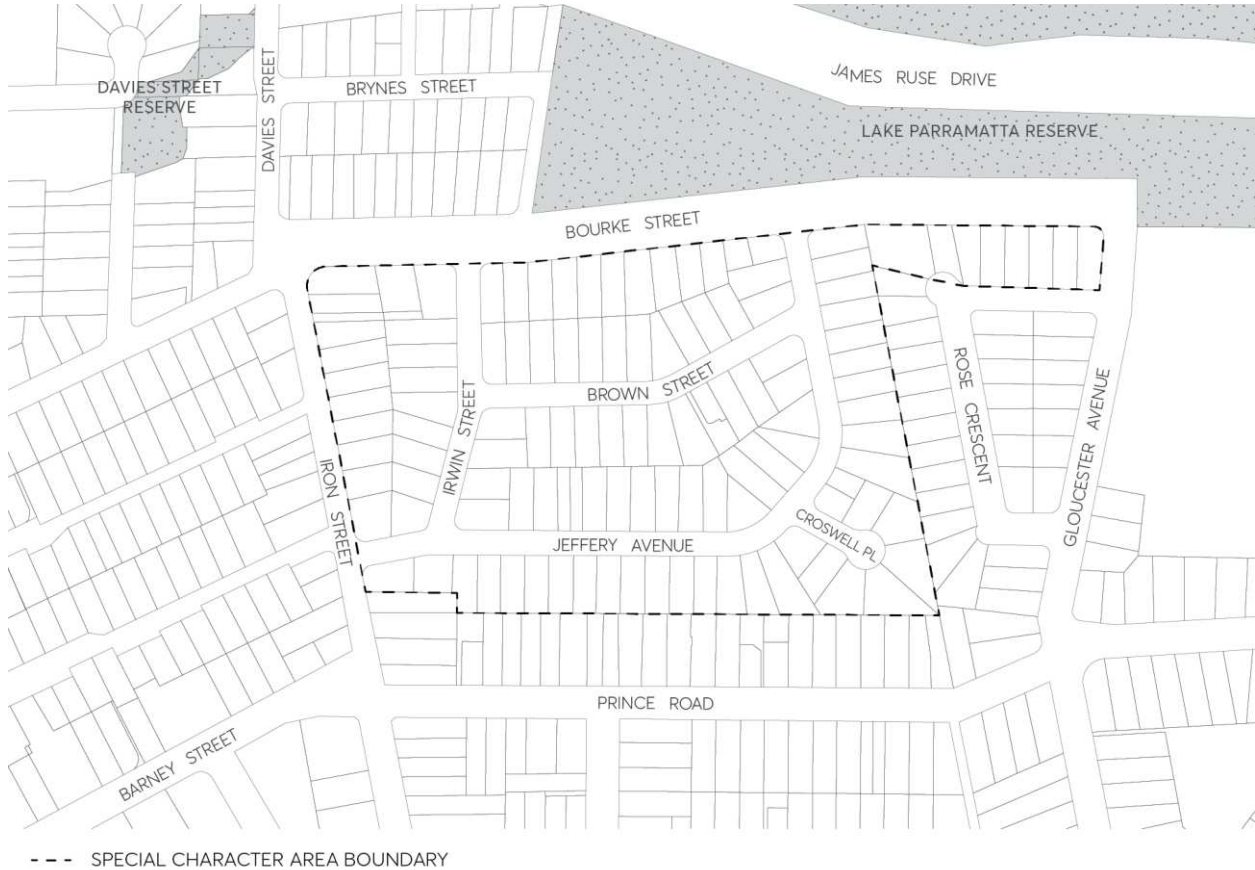 JAMES RUSE DRIVE
DAVIES STREET
RESERVE
DAVIES STREET
BRYNES STREET
LAKE PARRAMATTA RESERVE
BOURKE STREET
BROWN STREET
ROSE CRESCENT
GLOUCESTER AVENUE
IRWIN STREET
IRON STREET
CROSWELL PL
JEFFERY AVENUE
PRINCE ROAD
BARNEY STREET
SPECIAL CHARACTER AREA BOUNDARY